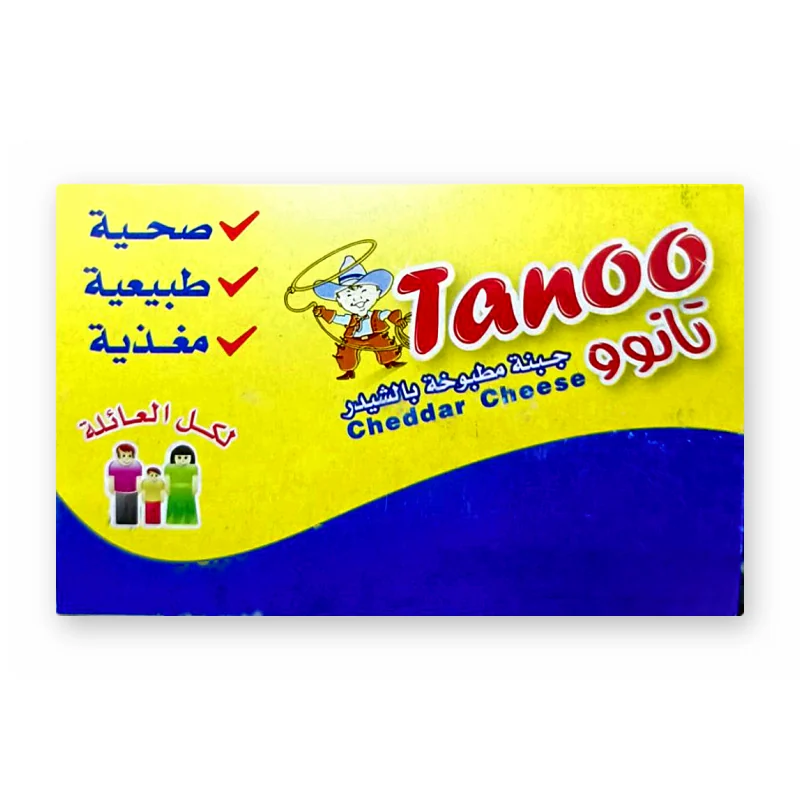 صحية
طبيعية
مغذية
لكل العائلة
Tanoo
تانوو
جبنة مطبوخة بالشيدر
Cheddar Cheese